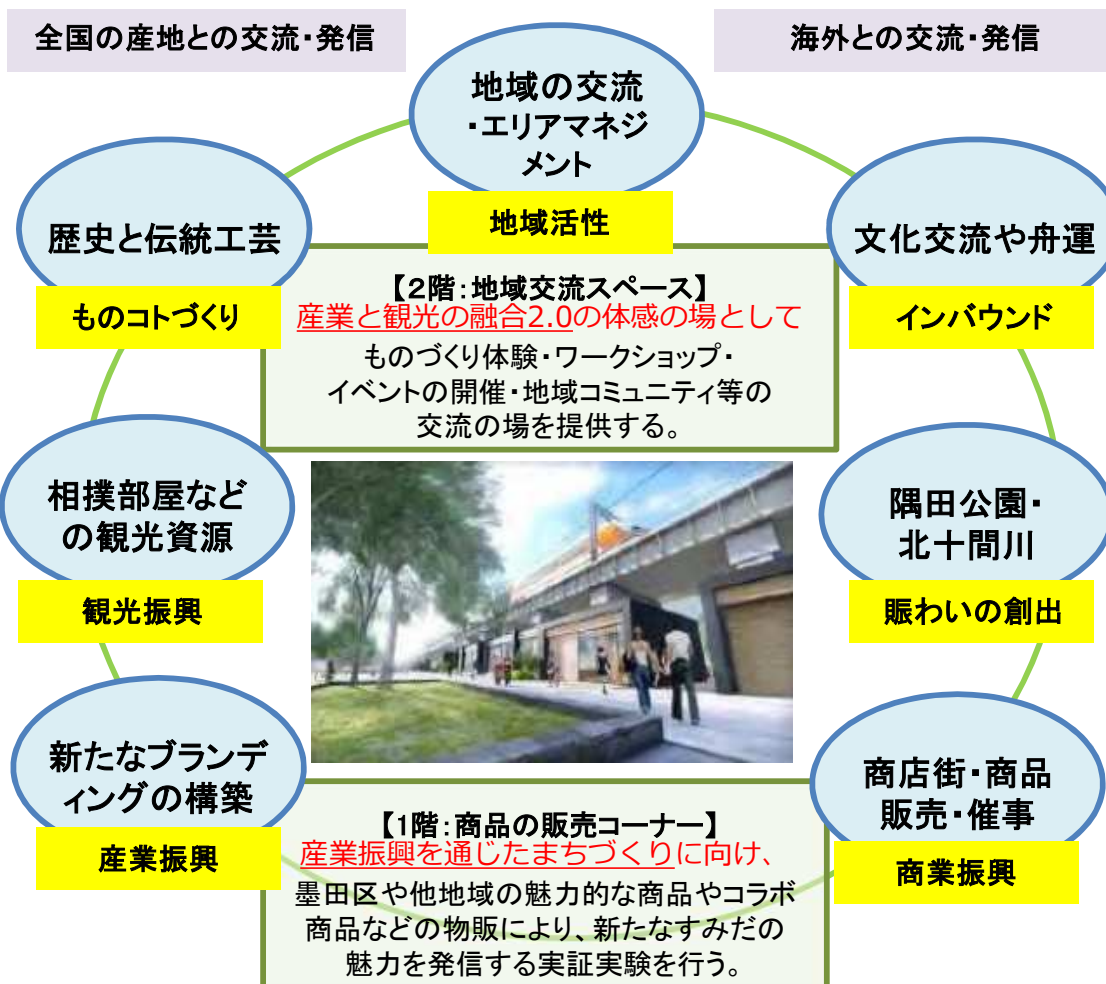 全国の産地との交流・発信
海外との交流・発信
地域の交流
・エリアマネジ
メント
地域活性
歴史と伝統工芸
ものコトづくり
文化交流や舟運
インバウンド
【2階:地域交流スペース】
産業と観光の融合2.0の体感の場として
ものづくり体験・ワークショップ・
イベントの開催・地域コミュニティ等の
交流の場を提供する。
相撲部屋など
の観光資源
観光振興
隅田公園・
北十間川
賑わいの創出
新たなブランデ
ィングの構築
産業振興
商店街・商品
販売・催事
商業振興
【1階:商品の販売コーナー】
産業振興を通じたまちづくりに向け、
墨田区や他地域の魅力的な商品やコラボ
商品などの物販により、新たなすみだの
魅力を発信する実証実験を行う。